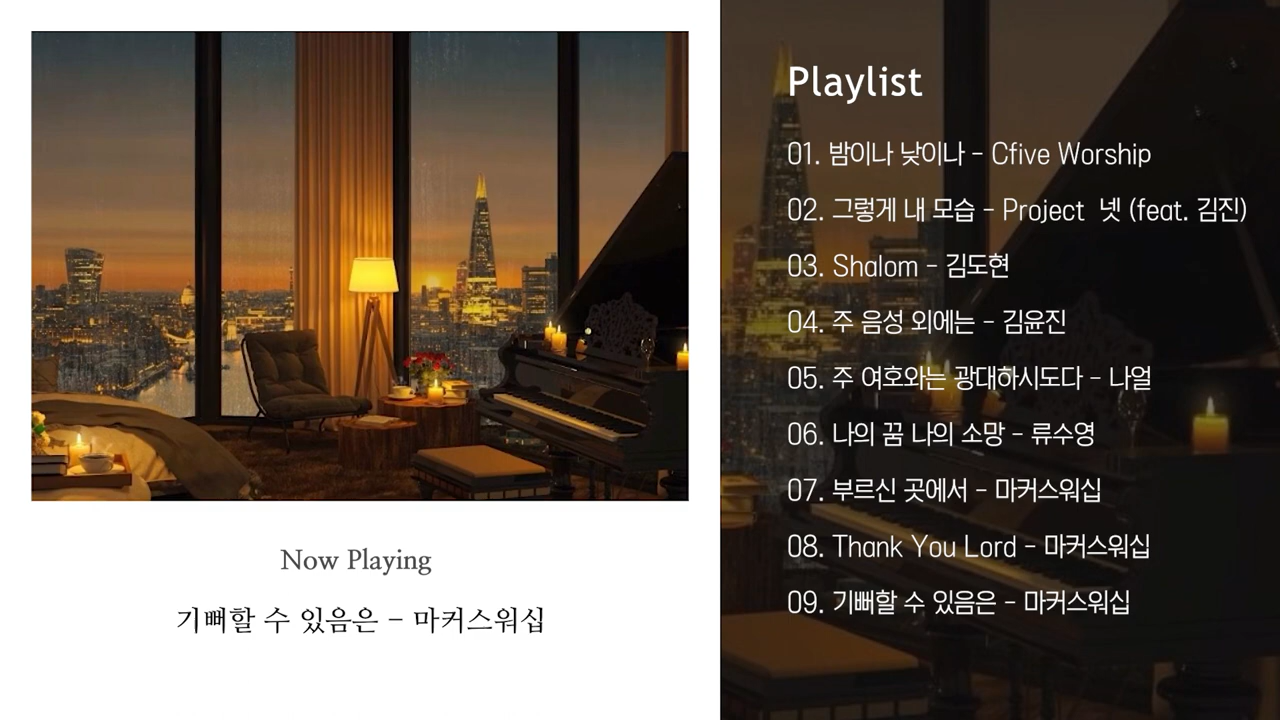 Now Playing
기뻐할 수 있음은 - 마커스워십
Playlist
01. 밤이나 낮이나 - Cfive Worship
02. 그렇게 내 모습 - Project 넷 (feat. 김진)
03. Shalom - 김도현
04. 주 음성 외에는 - 김윤진
05. 주 여호와는 광대하시도다 - 나얼
06. 나의 꿈 나의 소망 - 류수영
07. 부르신 곳에서 - 마커스워십
08. Thank You Lord - 마커스워십
09. 기뻐할 수 있음은 - 마커스워십